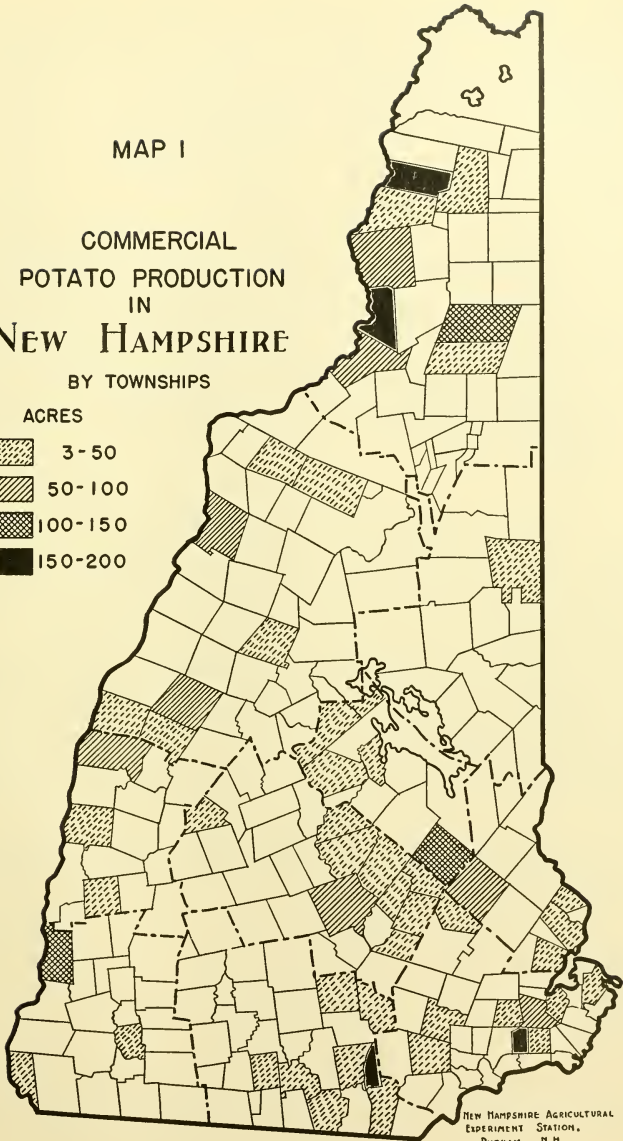 MAP I
COMMERCIAL
POTATO PRODUCTION
IN
NEW HAMPSHIRE
BY TOWNSHIPS
ACRES
3-50
50-100
100-150
150-200
NEW HAMPSHIRE AGRICULTURAL
EXPERIMENT STATION.
DURHAM N.H.